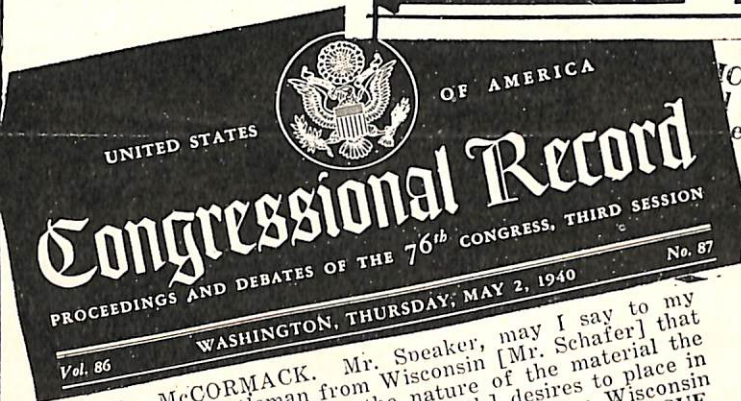 UNITED STATES OF AMERICA
Congressional Record
PROCEEDINGS AND DEBATES OF THE 76th CONGRESS, THIRD SESSION
Vol. 86 WASHINGTON, THURSDAY, MAY 2, 1940 No. 87
McCORMACK. Mr. Speaker, may I say to my
from Wisconsin [Mr. Schafer] that
the nature of the material the
desires to place in
Wisconsin